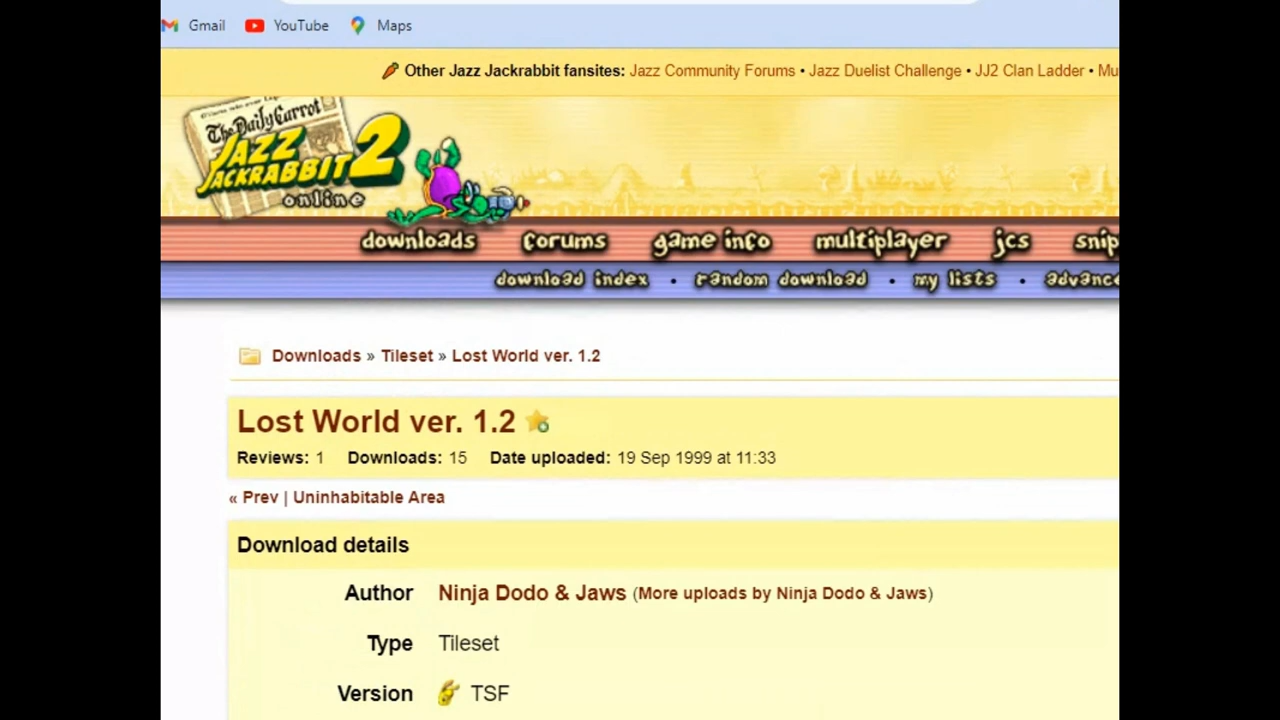 Gmail YouTube Maps
Other Jazz Jackrabbit fansites: Jazz Community Forums • Jazz Duelist Challenge • JJ2 Clan Ladder • Mu
The Daily Carrot
JAZZ
JACKRABBIT 2
online
downloads forums game info multiplayer jcs snip
download index • random download • my lists • advance
Downloads » Tileset » Lost World ver. 1.2
Lost World ver. 1.2
Reviews: 1 Downloads: 15 Date uploaded: 19 Sep 1999 at 11:33
« Prev | Uninhabitable Area
Download details
Author Ninja Dodo & Jaws (More uploads by Ninja Dodo & Jaws)
Type Tileset
Version TSF